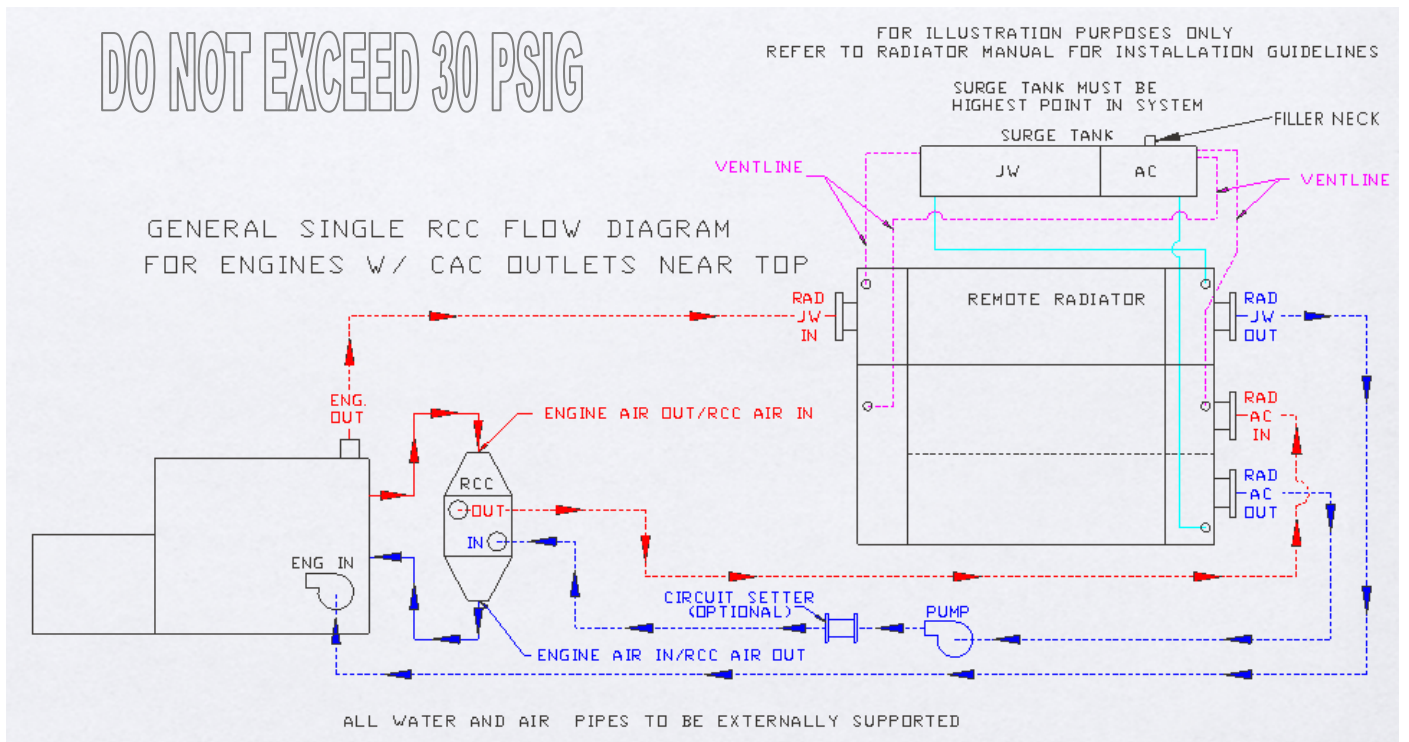 DO NOT EXCEED 30 PSIG
FOR ILLUSTRATION PURPOSES ONLY
REFER TO RADIATOR MANUAL FOR INSTALLATION GUIDELINES
SURGE TANK MUST BE
HIGHEST POINT IN SYSTEM
FILLER NECK
SURGE TANK
VENTLINE
JW
AC
VENTLINE
GENERAL SINGLE RCC FLOW DIAGRAM
FOR ENGINES W/ CAC OUTLETS NEAR TOP
RAD
JW
IN
REMOTE RADIATOR
RAD
JW
OUT
ENG.
OUT
ENGINE AIR OUT/RCC AIR IN
RAD
AC
IN
RCC
OUT
IN
RAD
AC
OUT
ENG IN
CIRCUIT SETTER
(OPTIONAL)
PUMP
ENGINE AIR IN/RCC AIR OUT
ALL WATER AND AIR PIPES TO BE EXTERNALLY SUPPORTED